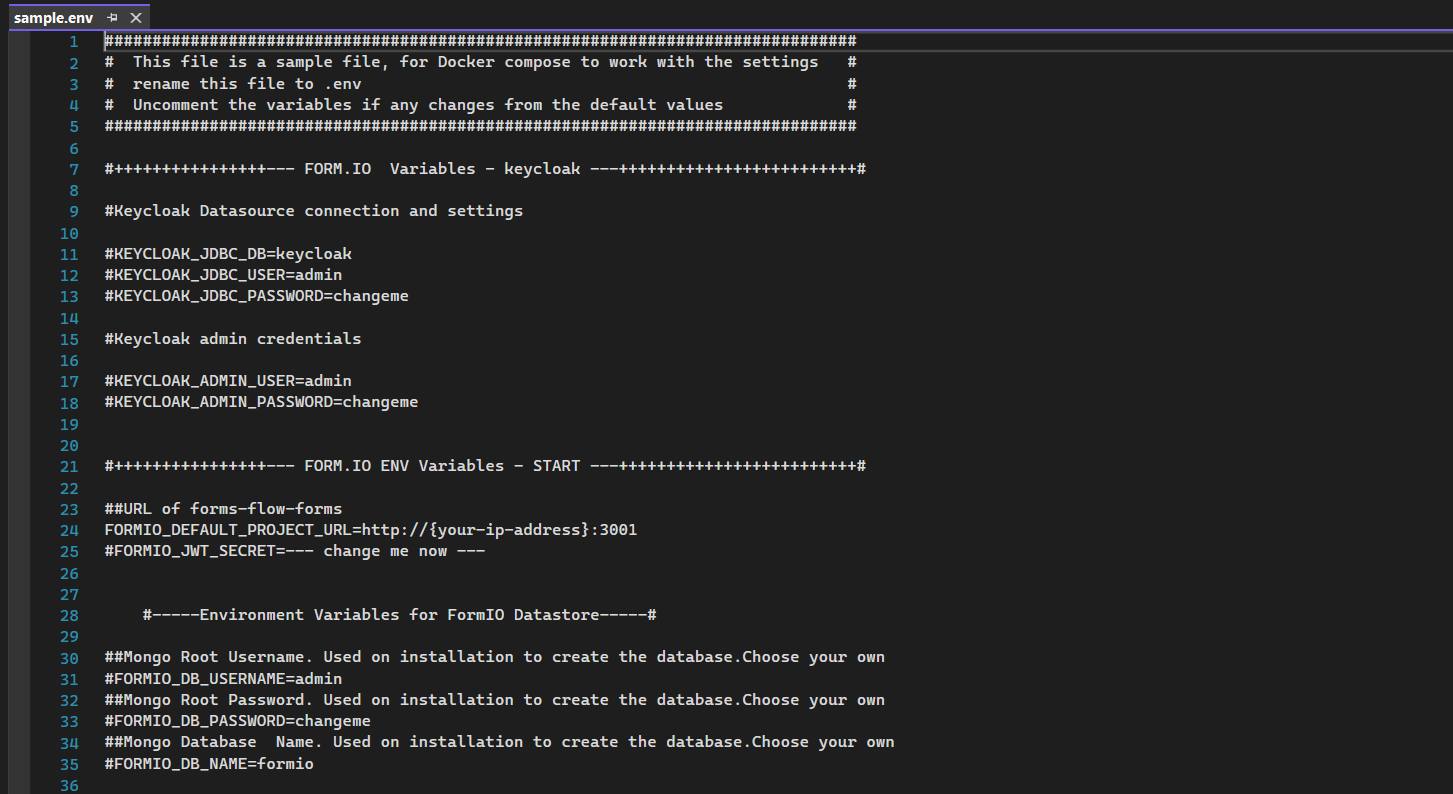 sample.env
1 ###############################################################################
2 #  This file is a sample file, for Docker compose to work with the settings   #
3 #  rename this file to .env                                                   #
4 #  Uncomment the variables if any changes from the default values             #
5 ###############################################################################
6
7 #++++++++++++++++--- FORM.IO  Variables - keycloak ---+++++++++++++++++++++++++#
8
9 #Keycloak Datasource connection and settings
10
11 #KEYCLOAK_JDBC_DB=keycloak
12 #KEYCLOAK_JDBC_USER=admin
13 #KEYCLOAK_JDBC_PASSWORD=changeme
14
15 #Keycloak admin credentials
16
17 #KEYCLOAK_ADMIN_USER=admin
18 #KEYCLOAK_ADMIN_PASSWORD=changeme
19
20
21 #++++++++++++++++--- FORM.IO ENV Variables - START ---+++++++++++++++++++++++++#
22
23 ##URL of forms-flow-forms
24 FORMIO_DEFAULT_PROJECT_URL=http://{your-ip-address}:3001
25 #FORMIO_JWT_SECRET=--- change me now ---
26
27
28     #-----Environment Variables for FormIO Datastore-----#
29
30 ##Mongo Root Username. Used on installation to create the database.Choose your own
31 #FORMIO_DB_USERNAME=admin
32 ##Mongo Root Password. Used on installation to create the database.Choose your own
33 #FORMIO_DB_PASSWORD=changeme
34 ##Mongo Database  Name. Used on installation to create the database.Choose your own
35 #FORMIO_DB_NAME=formio
36